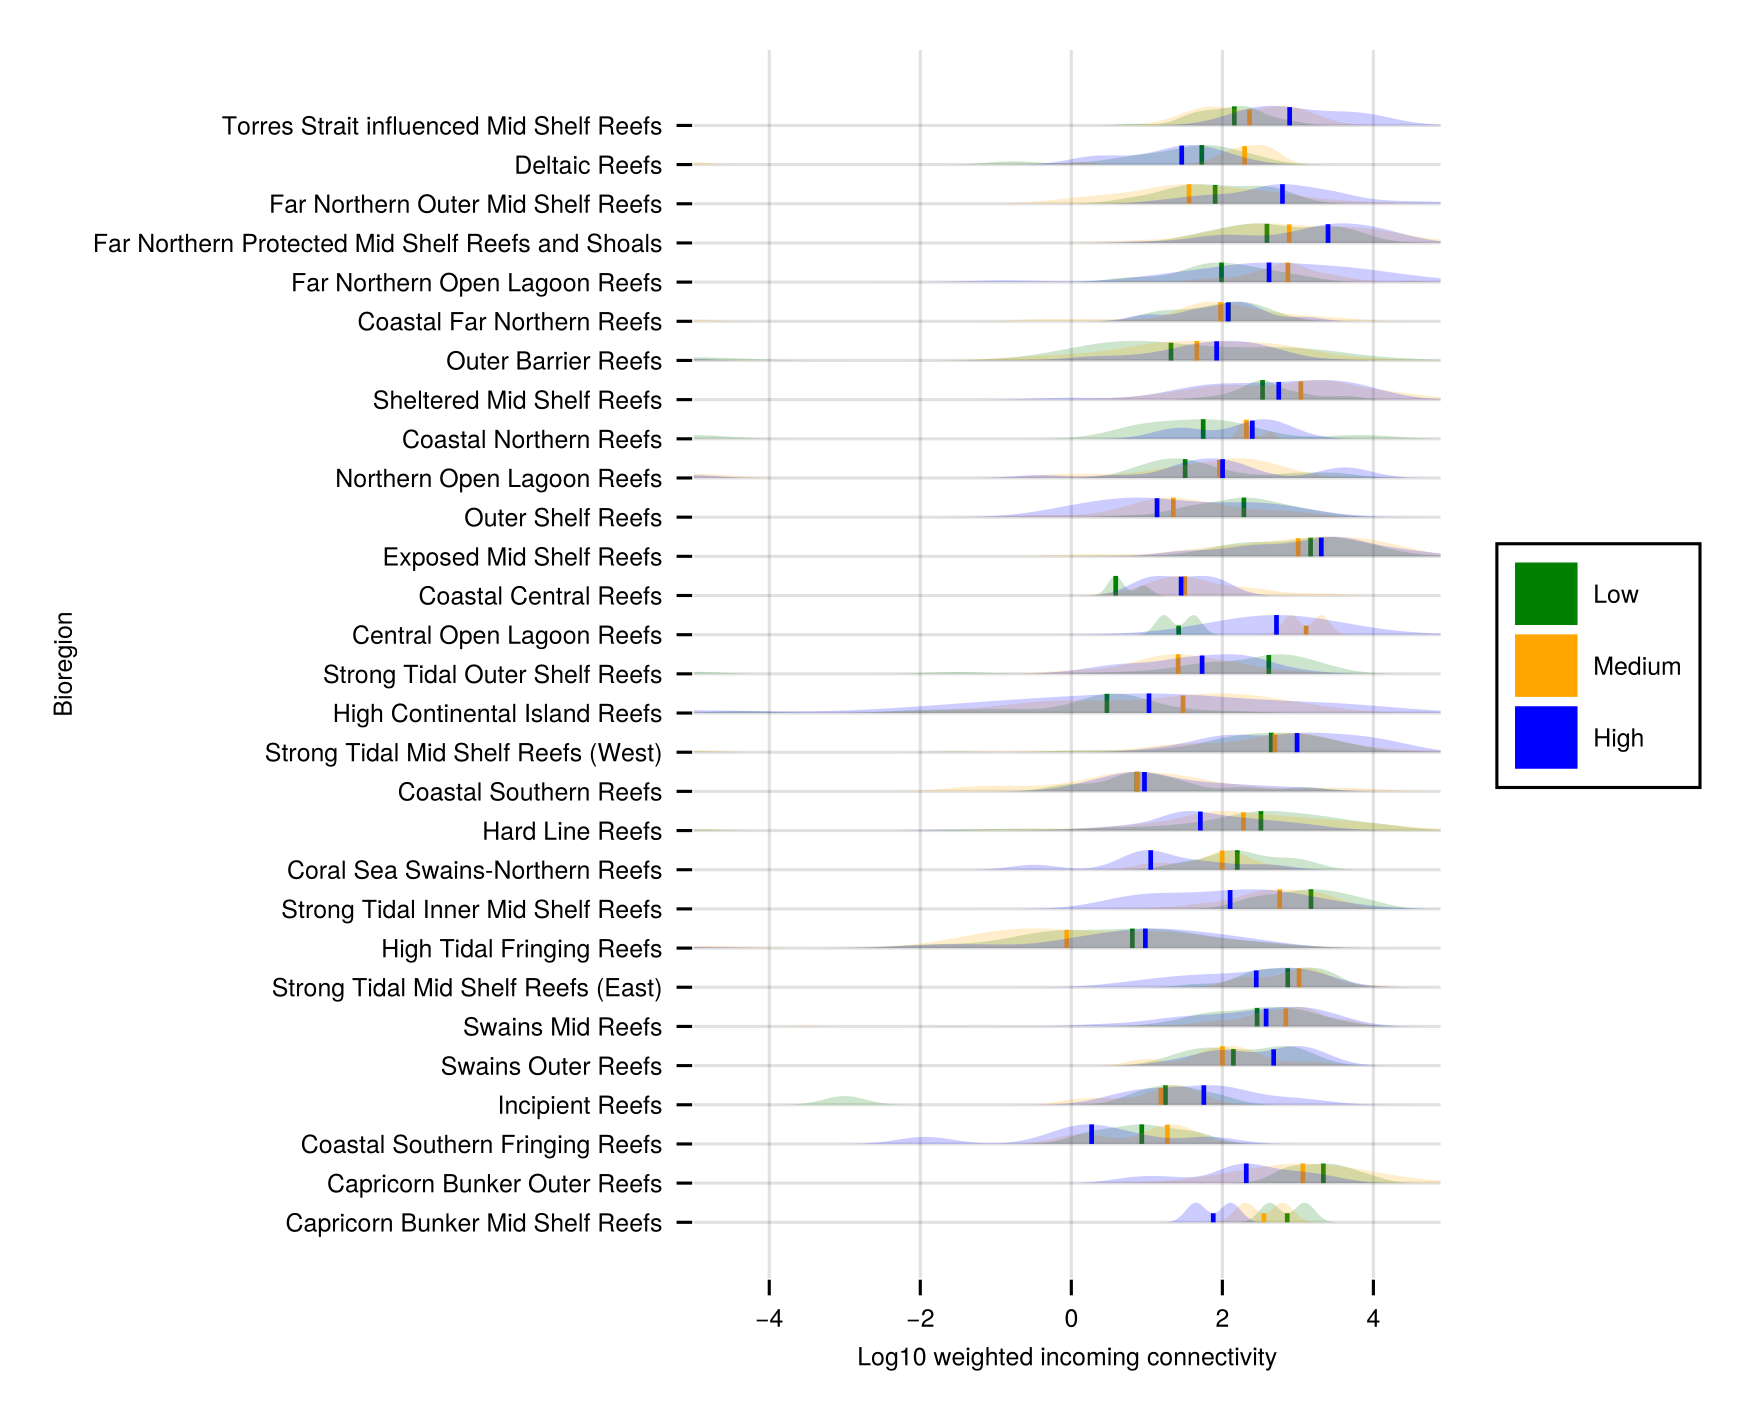 Torres Strait influenced Mid Shelf Reefs
Deltaic Reefs
Far Northern Outer Mid Shelf Reefs
Far Northern Protected Mid Shelf Reefs and Shoals
Far Northern Open Lagoon Reefs
Coastal Far Northern Reefs
Outer Barrier Reefs
Sheltered Mid Shelf Reefs
Coastal Northern Reefs
Northern Open Lagoon Reefs
Outer Shelf Reefs
Exposed Mid Shelf Reefs
Coastal Central Reefs
Central Open Lagoon Reefs
Strong Tidal Outer Shelf Reefs
High Continental Island Reefs
Strong Tidal Mid Shelf Reefs (West)
Coastal Southern Reefs
Hard Line Reefs
Coral Sea Swains-Northern Reefs
Strong Tidal Inner Mid Shelf Reefs
High Tidal Fringing Reefs
Strong Tidal Mid Shelf Reefs (East)
Swains Mid Reefs
Swains Outer Reefs
Incipient Reefs
Coastal Southern Fringing Reefs
Capricorn Bunker Outer Reefs
Capricorn Bunker Mid Shelf Reefs
Bioregion
−4 −2 0 2 4
Log10 weighted incoming connectivity
Low
Medium
High